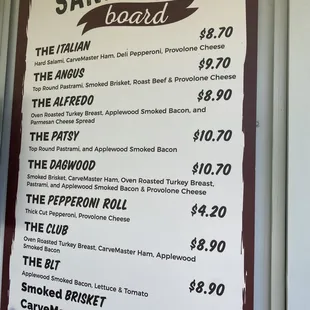 SAN
board
THE ITALIAN $8.70
Hard Salami, CarveMaster Ham, Deli Pepperoni, Provolone Cheese
THE ANGUS $9.70
Top Round Pastrami, Smoked Brisket, Roast Beef & Provolone Cheese
THE ALFREDO $8.90
Oven Roasted Turkey Breast, Applewood Smoked Bacon, and
Parmesan Cheese Spread
THE PATSY $10.70
Top Round Pastrami, and Applewood Smoked Bacon
THE DAGWOOD $10.70
Smoked Brisket, CarveMaster Ham, Oven Roasted Turkey Breast,
Pastrami, and Applewood Smoked Bacon & Provolone Cheese
THE PEPPERONI ROLL $4.20
Thick Cut Pepperoni, Provolone Cheese
THE CLUB $8.90
Oven Roasted Turkey Breast, CarveMaster Ham, Applewood
Smoked Bacon
THE BLT $8.90
Applewood Smoked Bacon, Lettuce & Tomato
Smoked BRISKET
CarveMa